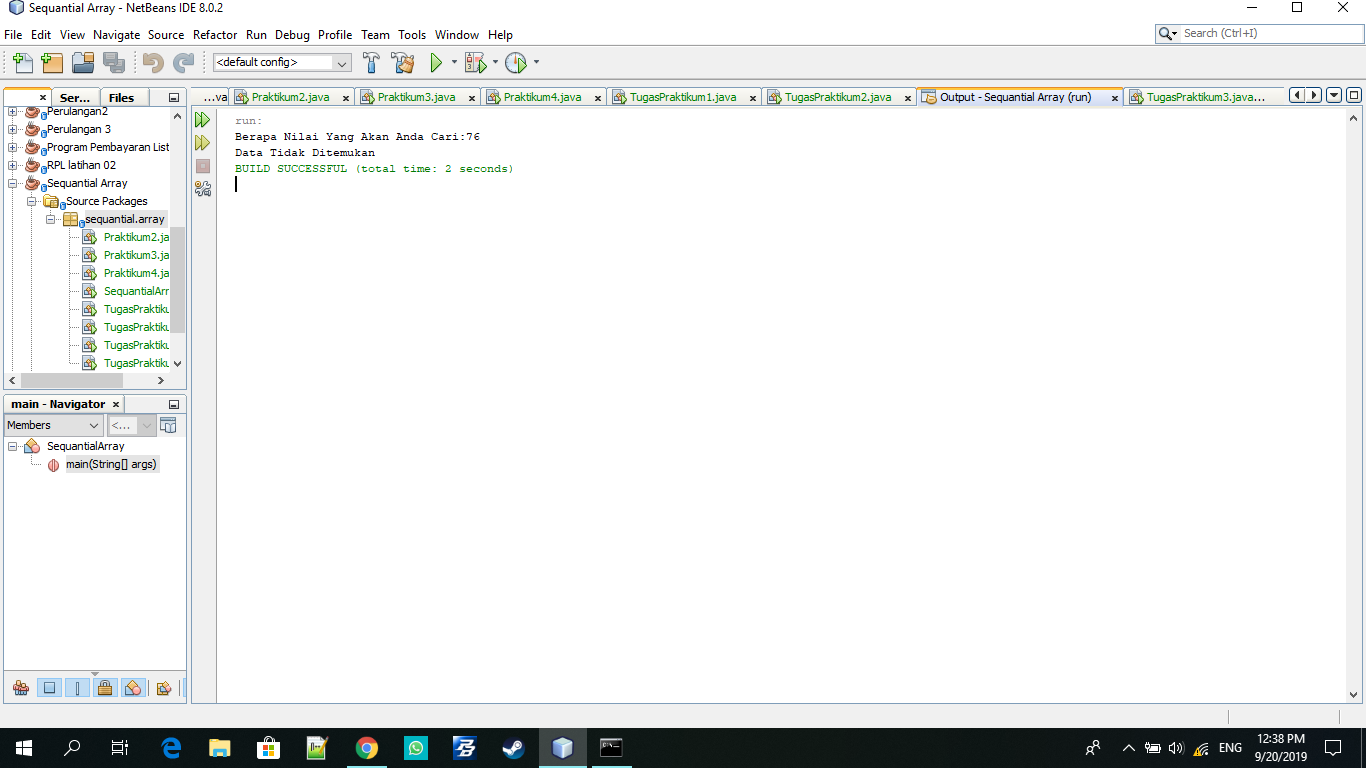 Sequantial Array - NetBeans IDE 8.0.2
File Edit View Navigate Source Refactor Run Debug Profile Team Tools Window Help
Search (Ctrl+I)
<default config>
Ser... Files
...va Praktikum2.java Praktikum3.java Praktikum4.java TugasPraktikum1.java TugasPraktikum2.java Output - Sequantial Array (run) TugasPraktikum3.java...
Perulangan2
Perulangan 3
Program Pembayaran List
RPL latihan 02
Sequantial Array
Source Packages
sequantial.array
Praktikum2.ja
Praktikum3.ja
Praktikum4.ja
SequantialArr
TugasPraktiku
TugasPraktiku
TugasPraktiku
TugasPraktiku
run:
Berapa Nilai Yang Akan Anda Cari:76
Data Tidak Ditemukan
BUILD SUCCESSFUL (total time: 2 seconds)
main - Navigator
Members <...
SequantialArray
main(String[] args)
ENG
12:38 PM
9/20/2019